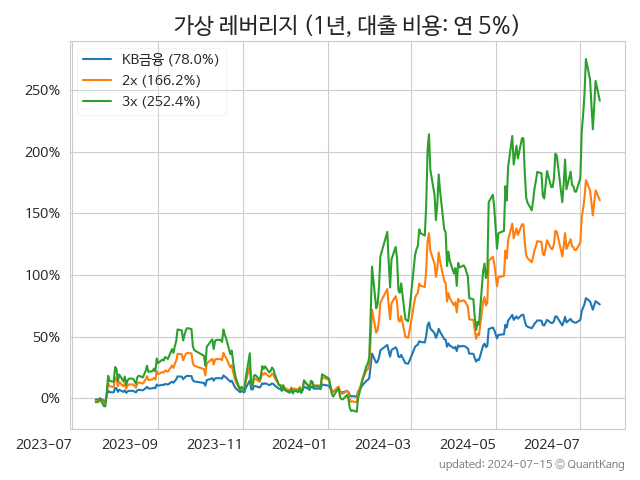 가상 레버리지 (1년, 대출 비용: 연 5%)
KB금융 (78.0%)
2x (166.2%)
3x (252.4%)
250%
200%
150%
100%
50%
0%
2023-07 2023-09 2023-11 2024-01 2024-03 2024-05 2024-07
updated: 2024-07-15 © QuantKang